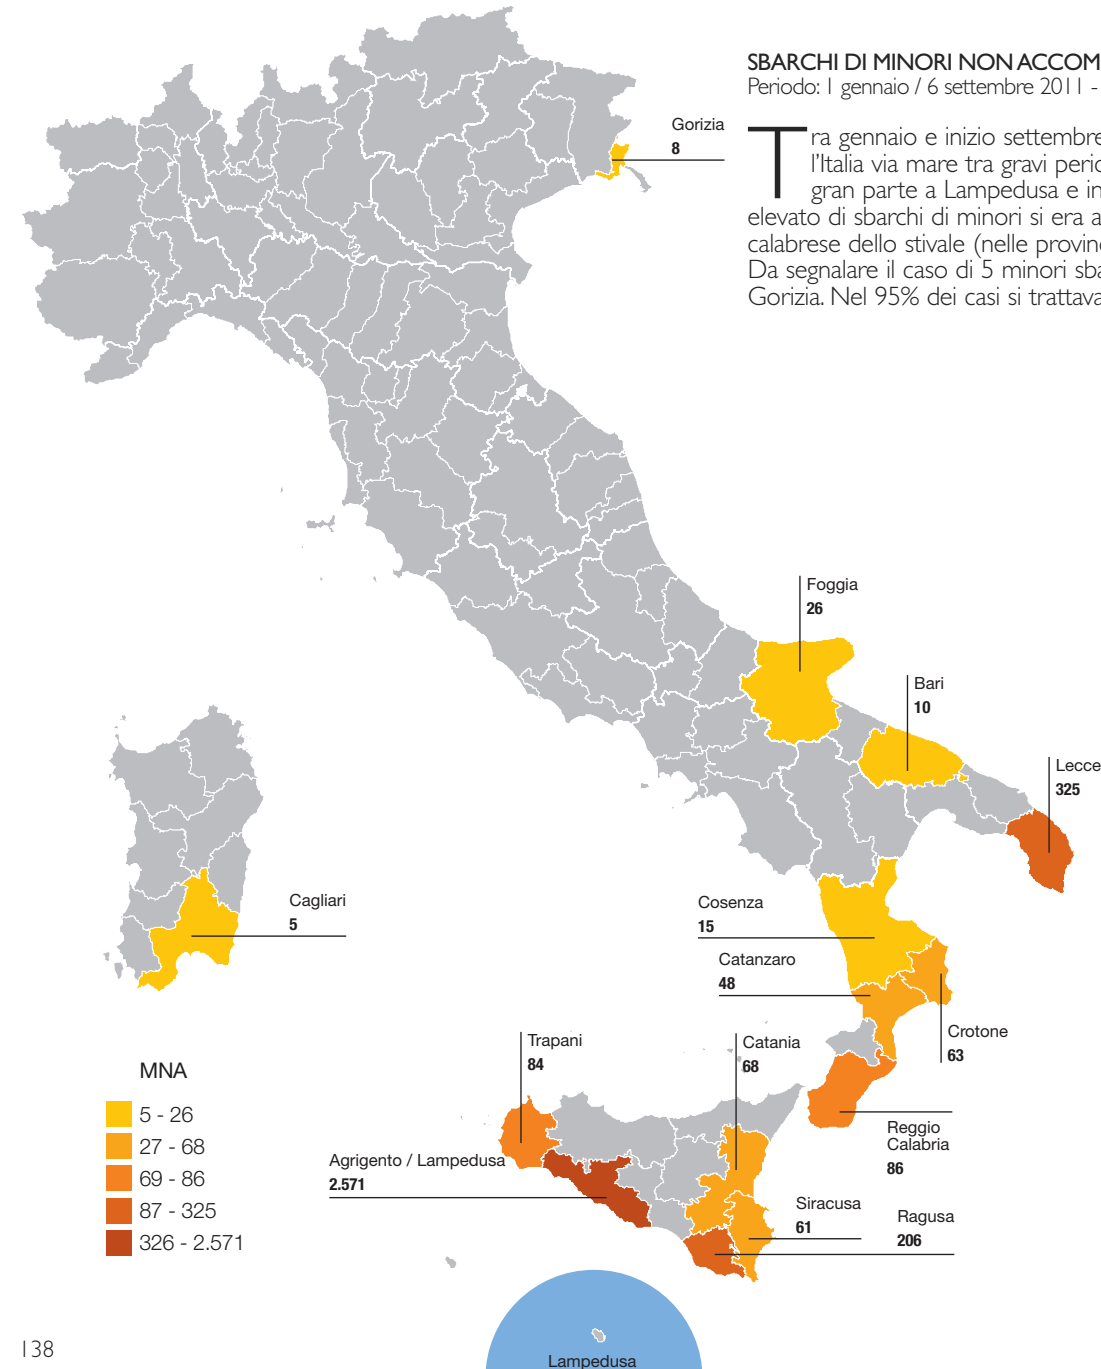 SBARCHI DI MINORI NON ACCOM
Periodo: 1 gennaio / 6 settembre 2011 -
Tra gennaio e inizio settembre
l'Italia via mare tra gravi peric
gran parte a Lampedusa e in
elevato di sbarchi di minori si era a
calabrese dello stivale (nelle provinc
Da segnalare il caso di 5 minori sba
Gorizia. Nel 95% dei casi si trattava
Gorizia
8
Foggia
26
Bari
10
Lecce
325
Cagliari
5
Cosenza
15
Catanzaro
48
Crotone
63
Trapani
84
Catania
68
Reggio
Calabria
86
Agrigento / Lampedusa
2.571
Siracusa
61
Ragusa
206
MNA
5 - 26
27 - 68
69 - 86
87 - 325
326 - 2.571
Lampedusa
138